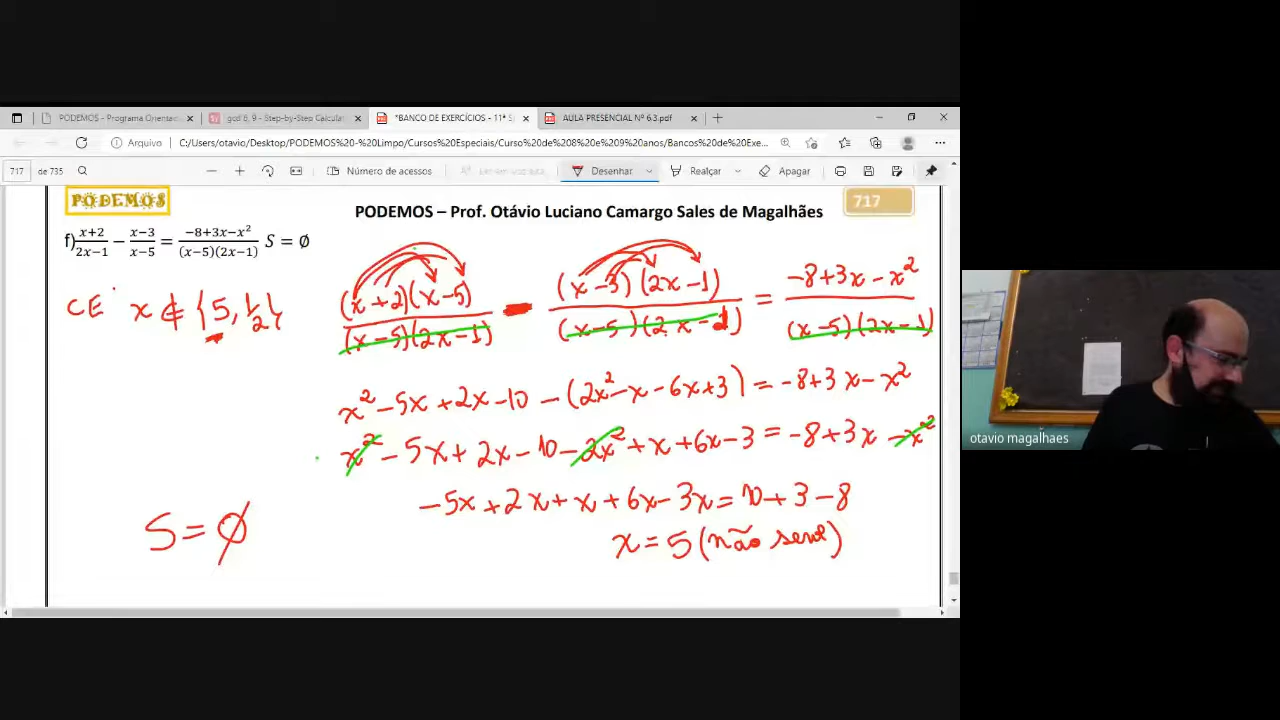 PODEMOS - Programa Orientac
gcd 6, 9 - Step-by-Step Calculat
*BANCO DE EXERCÍCIOS - 11ª S
AULA PRESENCIAL Nº 6.3.pdf
Arquivo
C:/Users/otavio/Desktop/PODEMOS%20-%20Limpo/Cursos%20Especiais/Curso%20de%208%20e%209%20anos/Bancos%20de%20Exe...
717 de 735
Número de acessos
Ler em voz alta
Desenhar
Realçar
Apagar
PODEMOS
PODEMOS – Prof. Otávio Luciano Camargo Sales de Magalhães
717
f) (x+2)/(2x−1) − (x−3)/(x−5) = (−8+3x−x²)/((x−5)(2x−1)) S = ∅
CE x ∉ {5, 1/2}
(x+2)(x-5)/((x-5)(2x-1)) - (x-3)(2x-1)/((x-5)(2x-1)) = (-8+3x-x²)/((x-5)(2x-1))
x² -5x +2x -10 -(2x²-x-6x+3) = -8+3x-x²
x² -5x + 2x -10 -2x² +x +6x -3 = -8+3x -x²
-5x+2x+x+6x-3x = 10+3-8
x = 5 (não serve)
S = ∅
otavio magalhaes